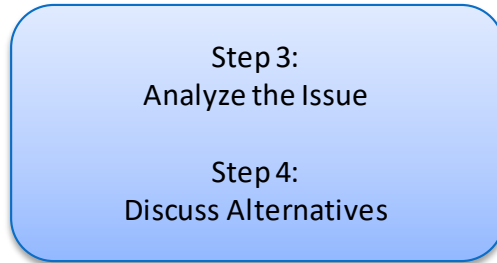 Step 3:
Analyze the Issue
Step 4:
Discuss Alternatives